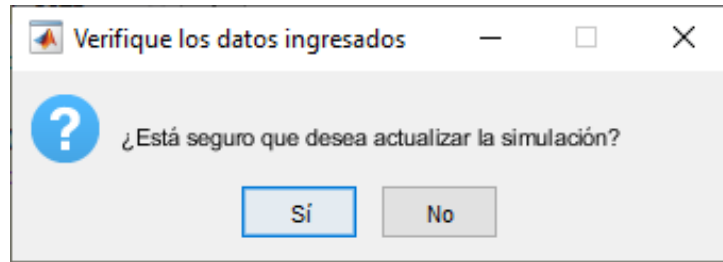 Verifique los datos ingresados
¿Está seguro que desea actualizar la simulación?
Sí
No